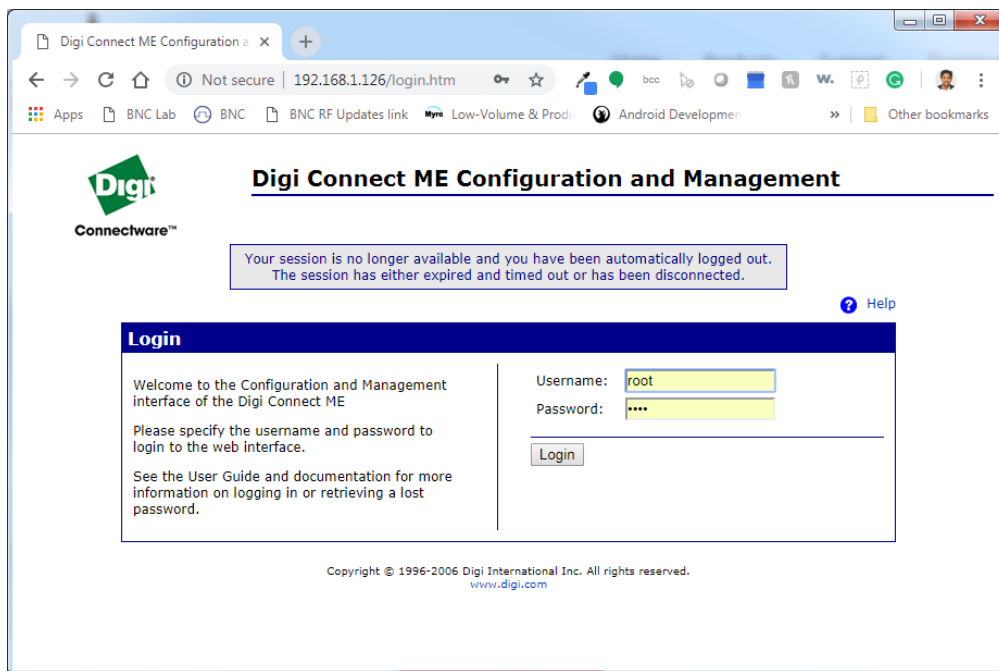 Digi Connect ME Configuration a
Not secure | 192.168.1.126/login.htm
bcc
w.
Apps
BNC Lab
BNC
BNC RF Updates link
Myro
Low-Volume & Produ
Android Developmen
»
Other bookmarks
Digi
Connectware™
Digi Connect ME Configuration and Management
Your session is no longer available and you have been automatically logged out.
The session has either expired and timed out or has been disconnected.
? Help
Login
Welcome to the Configuration and Management
interface of the Digi Connect ME
Please specify the username and password to
login to the web interface.
See the User Guide and documentation for more
information on logging in or retrieving a lost
password.
Username: root
Password: ••••
Login
Copyright © 1996-2006 Digi International Inc. All rights reserved.
www.digi.com